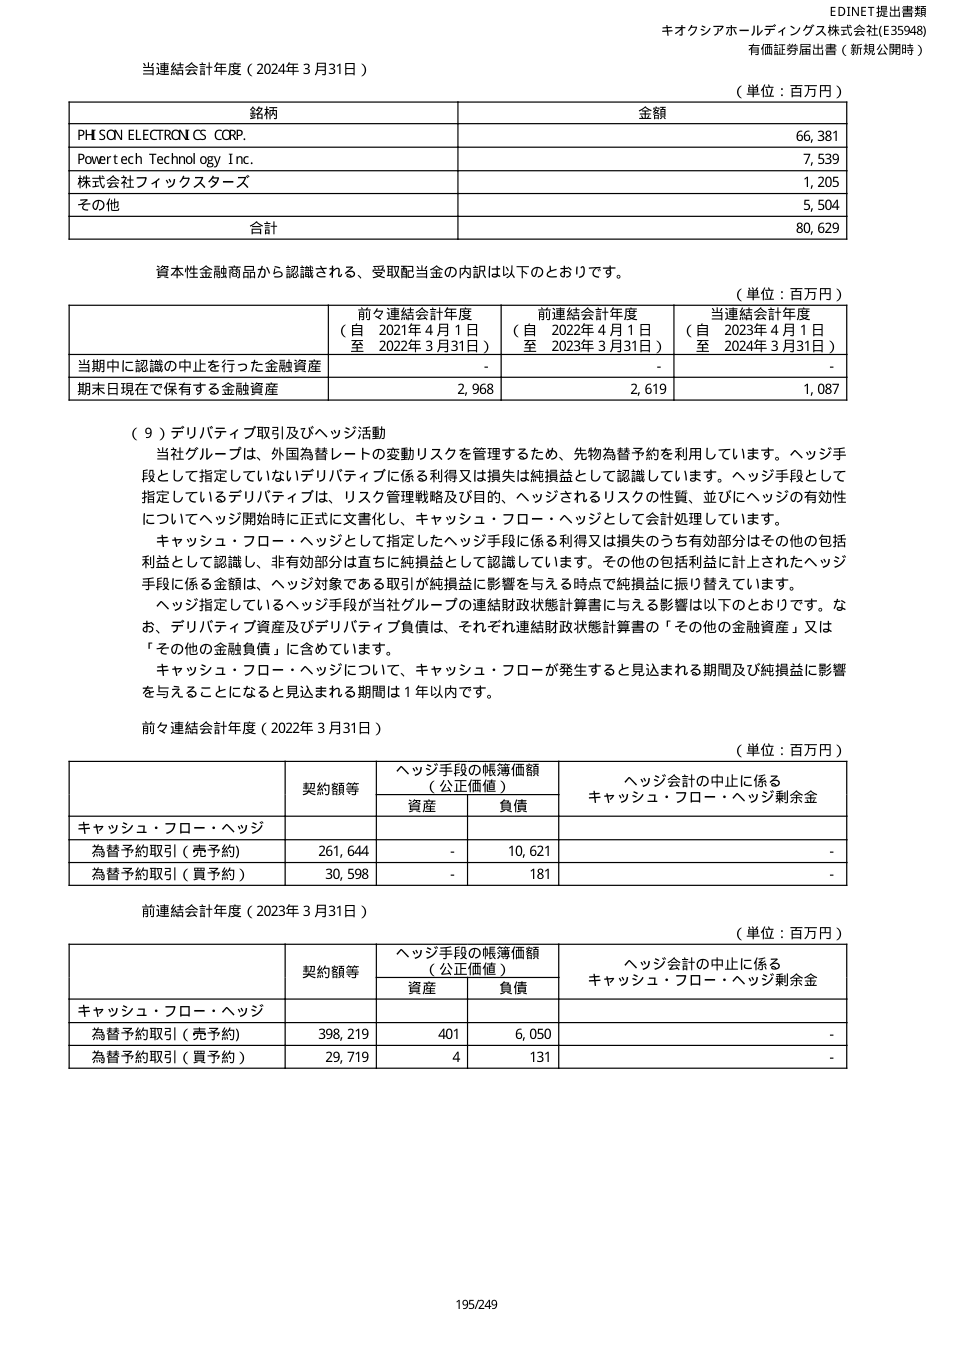 EDINET提出書類
キオクシアホールディングス株式会社(E35948)
有価証券届出書（新規公開時）
当連結会計年度（2024年３月31日）
（単位：百万円）
銘柄 金額
PHISON ELECTRONICS CORP. 66,381
Powertech Technology Inc. 7,539
株式会社フィックスターズ 1,205
その他 5,504
合計 80,629
資本性金融商品から認識される、受取配当金の内訳は以下のとおりです。
（単位：百万円）
前々連結会計年度 前連結会計年度 当連結会計年度
（自　2021年４月１日 （自　2022年４月１日 （自　2023年４月１日
至　2022年３月31日） 至　2023年３月31日） 至　2024年３月31日）
当期中に認識の中止を行った金融資産 - - -
期末日現在で保有する金融資産 2,968 2,619 1,087
（９）デリバティブ取引及びヘッジ活動
当社グループは、外国為替レートの変動リスクを管理するため、先物為替予約を利用しています。ヘッジ手
段として指定していないデリバティブに係る利得又は損失は純損益として認識しています。ヘッジ手段として
指定しているデリバティブは、リスク管理戦略及び目的、ヘッジされるリスクの性質、並びにヘッジの有効性
についてヘッジ開始時に正式に文書化し、キャッシュ・フロー・ヘッジとして会計処理しています。
キャッシュ・フロー・ヘッジとして指定したヘッジ手段に係る利得又は損失のうち有効部分はその他の包括
利益として認識し、非有効部分は直ちに純損益として認識しています。その他の包括利益に計上されたヘッジ
手段に係る金額は、ヘッジ対象である取引が純損益に影響を与える時点で純損益に振り替えています。
ヘッジ指定しているヘッジ手段が当社グループの連結財政状態計算書に与える影響は以下のとおりです。な
お、デリバティブ資産及びデリバティブ負債は、それぞれ連結財政状態計算書の「その他の金融資産」又は
「その他の金融負債」に含めています。
キャッシュ・フロー・ヘッジについて、キャッシュ・フローが発生すると見込まれる期間及び純損益に影響
を与えることになると見込まれる期間は１年以内です。
前々連結会計年度（2022年３月31日）
（単位：百万円）
契約額等 ヘッジ手段の帳簿価額（公正価値） ヘッジ会計の中止に係るキャッシュ・フロー・ヘッジ剰余金
資産 負債
キャッシュ・フロー・ヘッジ
為替予約取引（売予約) 261,644 - 10,621 -
為替予約取引（買予約） 30,598 - 181 -
前連結会計年度（2023年３月31日）
（単位：百万円）
契約額等 ヘッジ手段の帳簿価額（公正価値） ヘッジ会計の中止に係るキャッシュ・フロー・ヘッジ剰余金
資産 負債
キャッシュ・フロー・ヘッジ
為替予約取引（売予約) 398,219 401 6,050 -
為替予約取引（買予約） 29,719 4 131 -
195/249